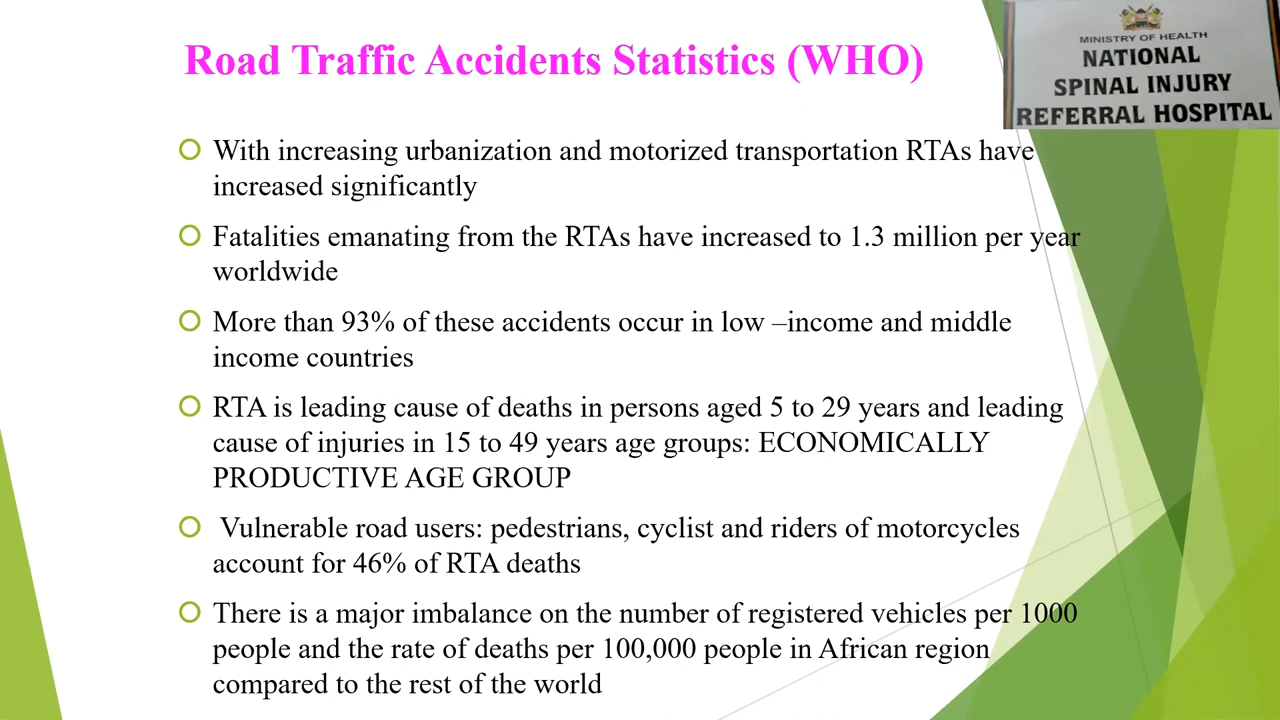 Road Traffic Accidents Statistics (WHO)
MINISTRY OF HEALTH
NATIONAL
SPINAL INJURY
REFERRAL HOSPITAL
With increasing urbanization and motorized transportation RTAs have
increased significantly
Fatalities emanating from the RTAs have increased to 1.3 million per year
worldwide
More than 93% of these accidents occur in low –income and middle
income countries
RTA is leading cause of deaths in persons aged 5 to 29 years and leading
cause of injuries in 15 to 49 years age groups: ECONOMICALLY
PRODUCTIVE AGE GROUP
Vulnerable road users: pedestrians, cyclist and riders of motorcycles
account for 46% of RTA deaths
There is a major imbalance on the number of registered vehicles per 1000
people and the rate of deaths per 100,000 people in African region
compared to the rest of the world